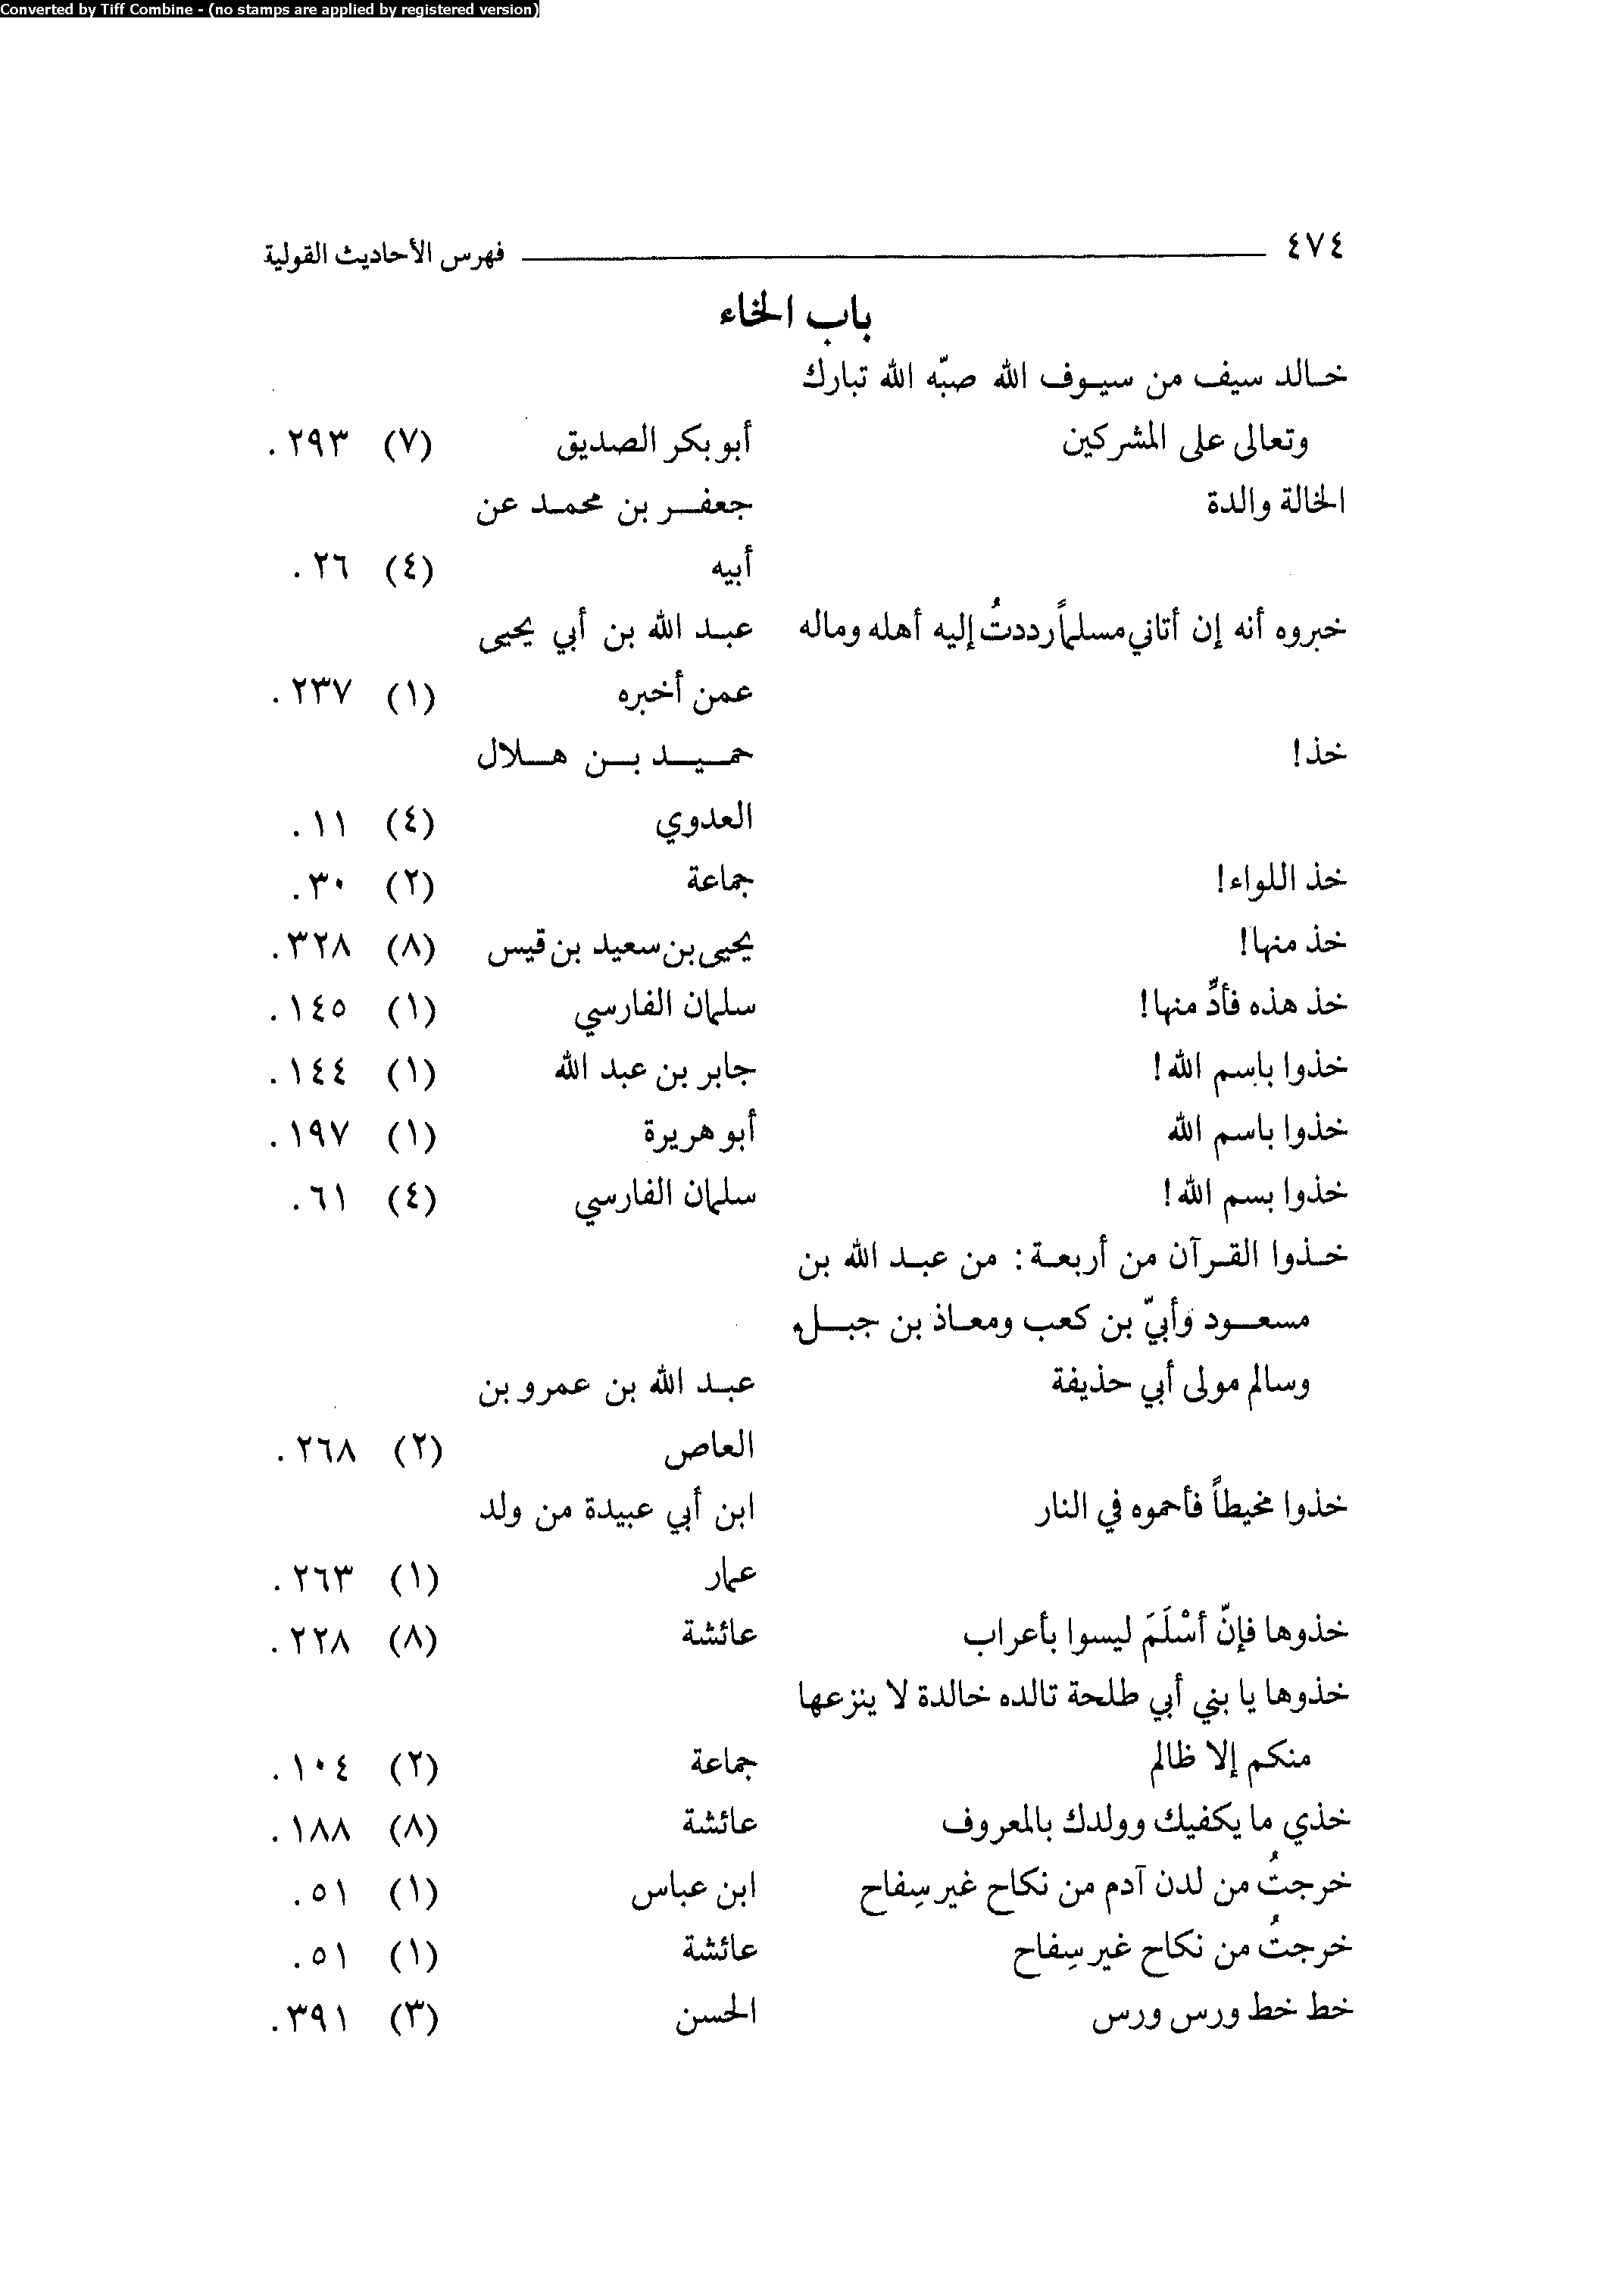 Converted by Tiff Combine - (no stamps are applied by registered version)
٤٧٤ فهرس الأحاديث القولية
باب الخاء
خالد سيف من سيوف الله صبّه الله تبارك
وتعالى على المشركين أبو بكر الصديق (٧) ٢٩٣ .
الخالة والدة جعفر بن محمد عن
أبيه (٤) ٢٦ .
خبروه أنه إن أتاني مسلماً رددتُ إليه أهله وماله عبد الله بن أبي يحيى
عمن أخبره (١) ٢٣٧ .
خذ! حميد بن هلال
العدوي (٤) ١١ .
خذ اللواء! جماعة (٢) ٣٠ .
خذ منها! يحيى بن سعيد بن قيس (٨) ٣٢٨ .
خذ هذه فأدِّ منها! سلمان الفارسي (١) ١٤٥ .
خذوا باسم الله! جابر بن عبد الله (١) ١٤٤ .
خذوا باسم الله أبو هريرة (١) ١٩٧ .
خذوا بسم الله! سلمان الفارسي (٤) ٦١ .
خذوا القرآن من أربعة: من عبد الله بن
مسعود وأبيّ بن كعب ومعاذ بن جبل
وسالم مولى أبي حذيفة عبد الله بن عمرو بن
العاص (٢) ٢٦٨ .
خذوا مخيطاً فأحموه في النار ابن أبي عبيدة من ولد
عمار (١) ٢٦٣ .
خذوها فإنّ أسْلَمَ ليسوا بأعراب عائشة (٨) ٢٢٨ .
خذوها يا بني أبي طلحة تالده خالدة لا ينزعها
منكم إلا ظالم جماعة (٢) ١٠٤ .
خذي ما يكفيك وولدك بالمعروف عائشة (٨) ١٨٨ .
خرجتُ من لدن آدم من نكاح غير سِفاح ابن عباس (١) ٥١ .
خرجتُ من نكاح غير سِفاح عائشة (١) ٥١ .
خط خط ورس ورس الحسن (٣) ٣٩١ .